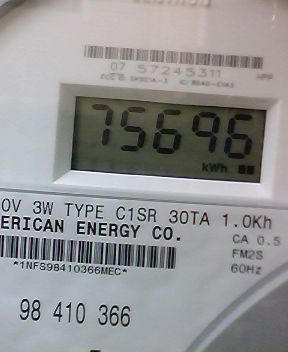 07 57245311 HPP
75696
kWh
0V 3W TYPE C1SR 30TA 1.0Kh
ERICAN ENERGY CO.
CA 0.5
FM2S
*1NFS98410366MEC*
60Hz
98 410 366